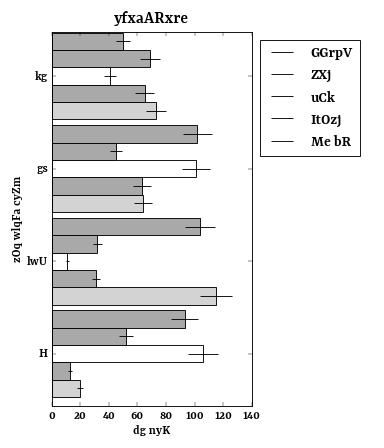 yfxaARxre
GGrpV
ZXj
uCk
ItOzj
Me bR
kg
gs
lwU
H
zOq wlqFa cyZm
0 20 40 60 80 100 120 140
dg nyK